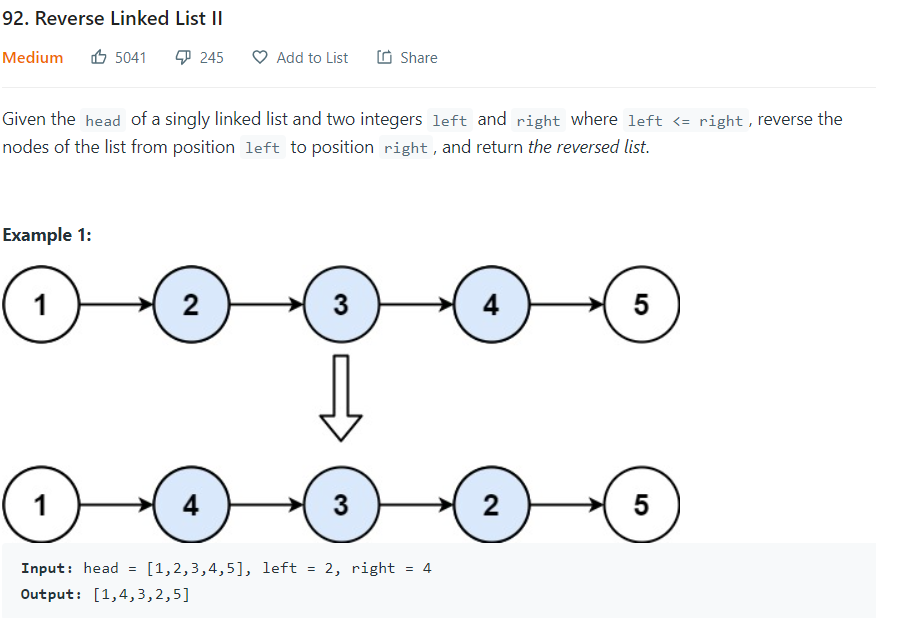 92. Reverse Linked List II
Medium 5041 245 Add to List Share
Given the head of a singly linked list and two integers left and right where left <= right, reverse the
nodes of the list from position left to position right, and return the reversed list.
Example 1:
1 2 3 4 5
1 4 3 2 5
Input: head = [1,2,3,4,5], left = 2, right = 4
Output: [1,4,3,2,5]